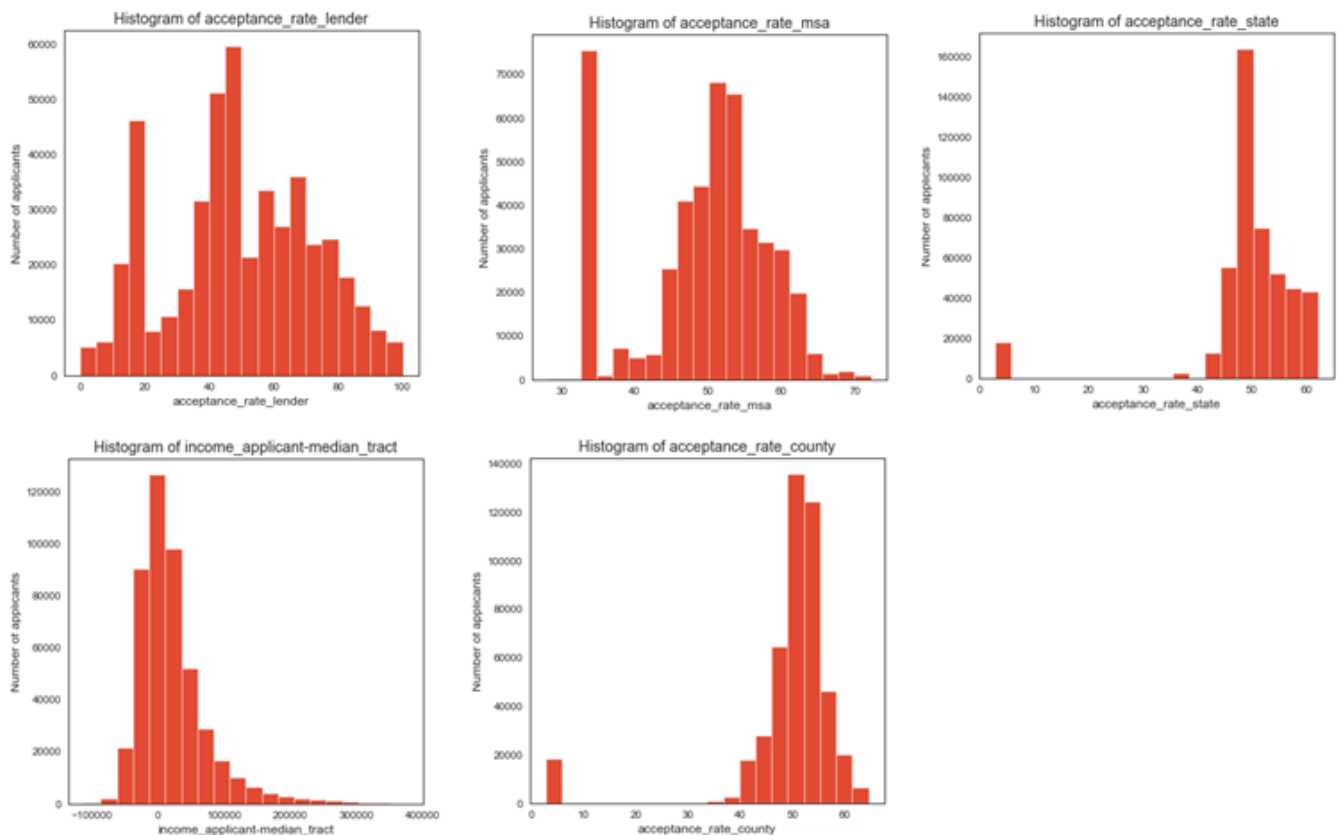 Histogram of acceptance_rate_lender
Number of applicants
60000
50000
40000
30000
20000
10000
0
0 20 40 60 80 100
acceptance_rate_lender
Histogram of acceptance_rate_msa
Number of applicants
70000
60000
50000
40000
30000
20000
10000
0
30 40 50 60 70
acceptance_rate_msa
Histogram of acceptance_rate_state
Number of applicants
160000
140000
120000
100000
80000
60000
40000
20000
0
0 10 20 30 40 50 60
acceptance_rate_state
Histogram of income_applicant-median_tract
Number of applicants
120000
100000
80000
60000
40000
20000
0
−100000 0 100000 200000 300000 400000
income_applicant-median_tract
Histogram of acceptance_rate_county
Number of applicants
140000
120000
100000
80000
60000
40000
20000
0
0 10 20 30 40 50 60
acceptance_rate_county